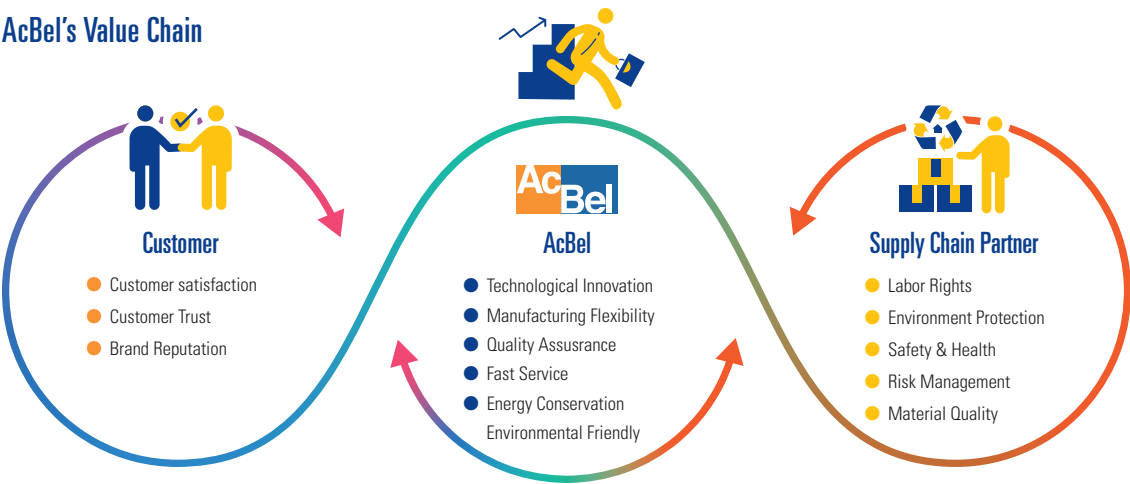 AcBel's Value Chain
Customer
Customer satisfaction
Customer Trust
Brand Reputation
AcBel
AcBel
Technological Innovation
Manufacturing Flexibility
Quality Assusrance
Fast Service
Energy Conservation
Environmental Friendly
Supply Chain Partner
Labor Rights
Environment Protection
Safety & Health
Risk Management
Material Quality